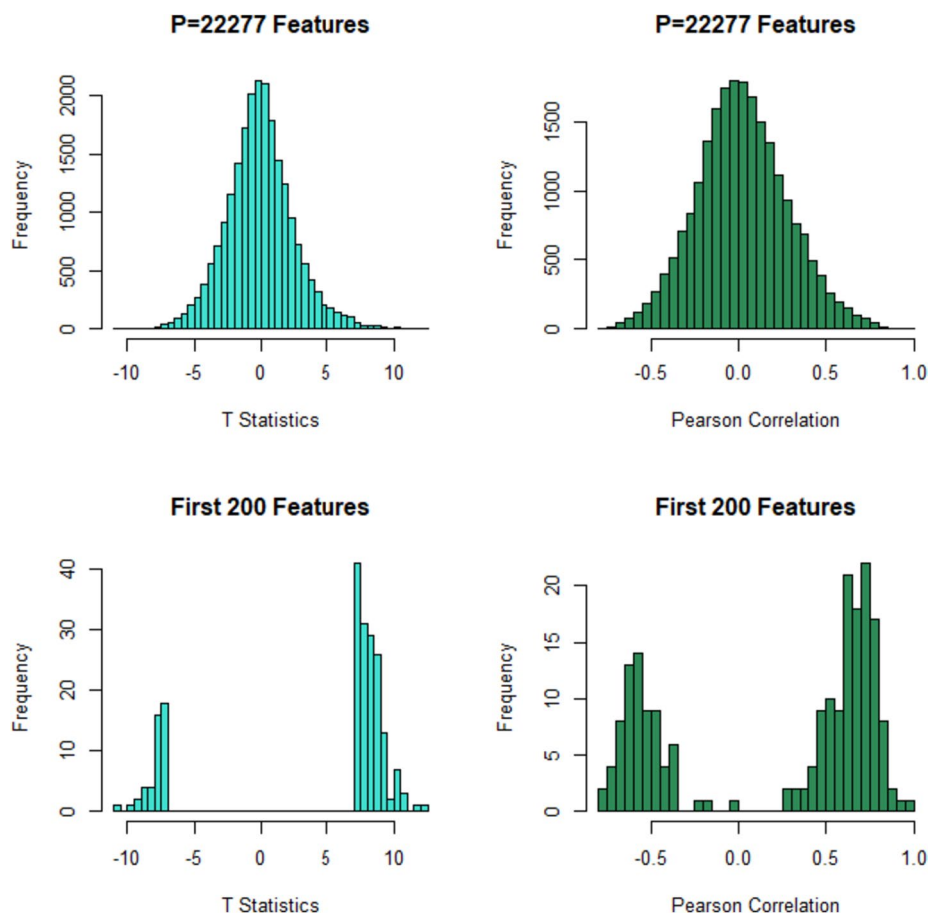 P=22277 Features
Frequency
0 500 1000 1500 2000
-10 -5 0 5 10
T Statistics
P=22277 Features
Frequency
0 500 1000 1500
-0.5 0.0 0.5 1.0
Pearson Correlation
First 200 Features
Frequency
0 10 20 30 40
-10 -5 0 5 10
T Statistics
First 200 Features
Frequency
0 5 10 15 20
-0.5 0.0 0.5 1.0
Pearson Correlation